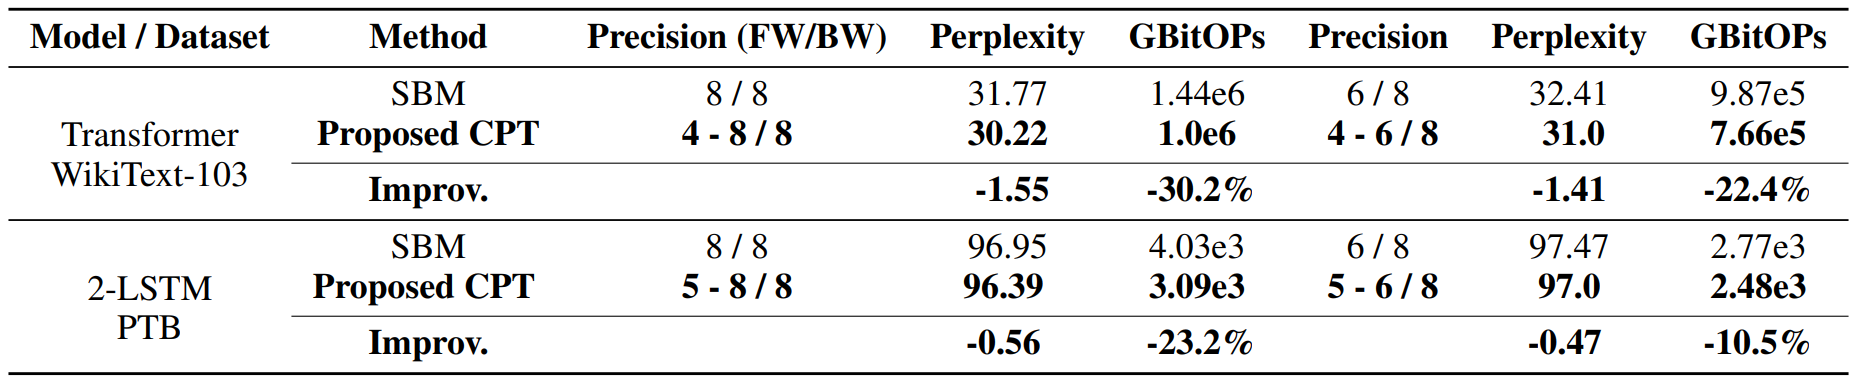 Model / Dataset Method Precision (FW/BW) Perplexity GBitOPs Precision Perplexity GBitOPs
SBM 8 / 8 31.77 1.44e6 6 / 8 32.41 9.87e5
Transformer
Proposed CPT 4 - 8 / 8 30.22 1.0e6 4 - 6 / 8 31.0 7.66e5
WikiText-103
Improv. -1.55 -30.2% -1.41 -22.4%
SBM 8 / 8 96.95 4.03e3 6 / 8 97.47 2.77e3
2-LSTM
Proposed CPT 5 - 8 / 8 96.39 3.09e3 5 - 6 / 8 97.0 2.48e3
PTB
Improv. -0.56 -23.2% -0.47 -10.5%